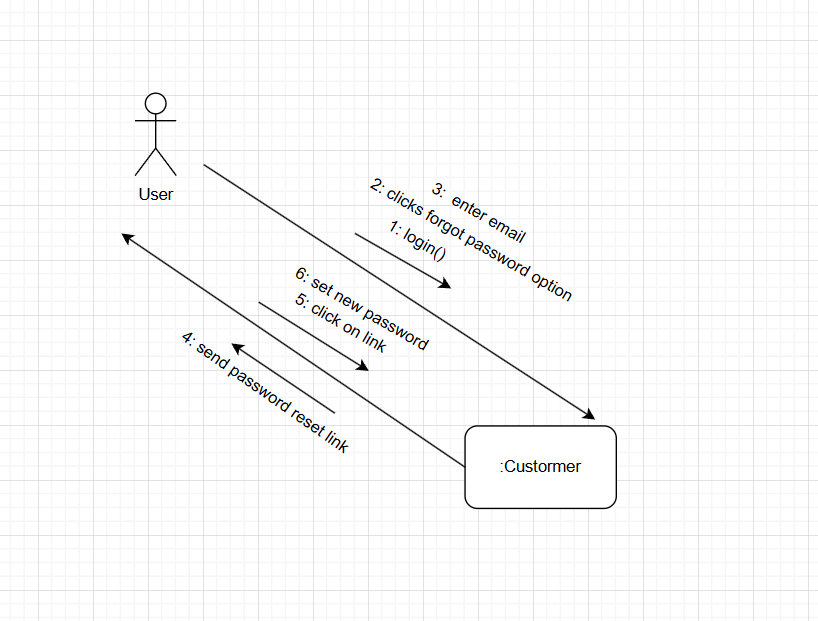 User
3: enter email
2: clicks forgot password option
1: login()
6: set new password
5: click on link
4: send password reset link
:Custormer